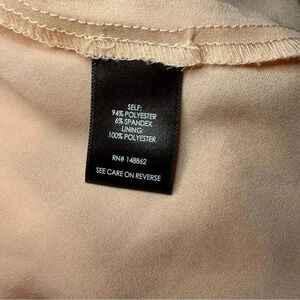 SELF:
94% POLYESTER
6% SPANDEX
LINING:
100% POLYESTER
RN# 148862
SEE CARE ON REVERSE